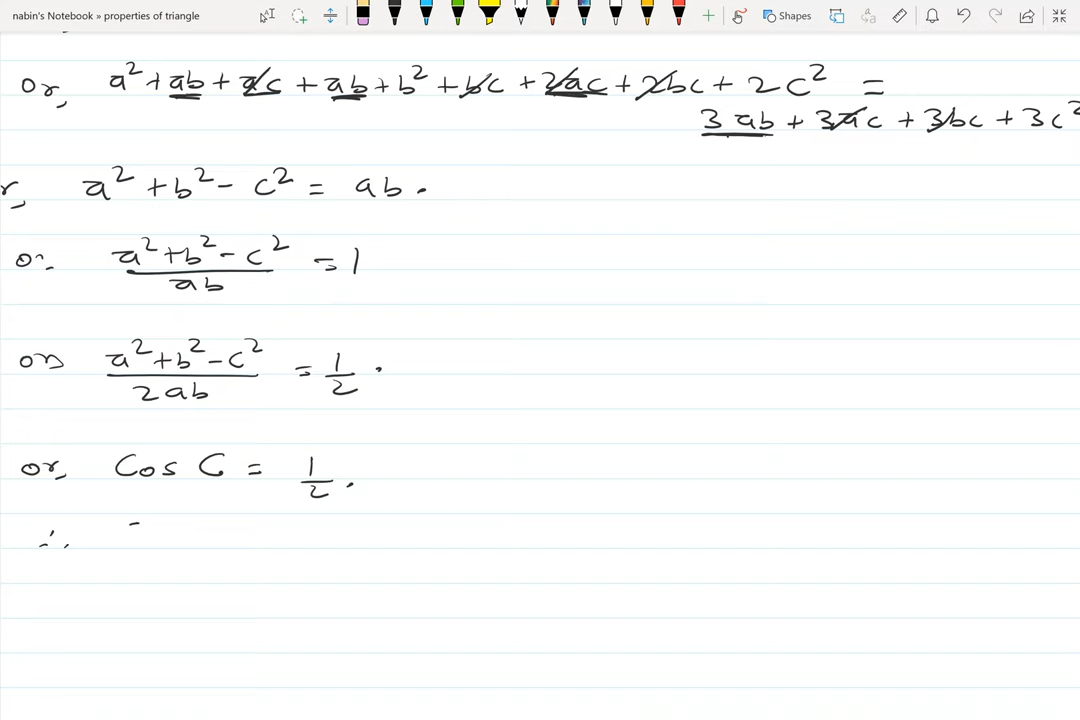 nabin's Notebook » properties of triangle
Shapes
or, a² + ab + ac + ab + b² + bc + 2ac + 2bc + 2c² =
3ab + 3ac + 3bc + 3c²
r, a² + b² - c² = ab.
or (a² + b² - c²)/ab = 1
or (a² + b² - c²)/2ab = 1/2.
or, Cos C = 1/2.
∴